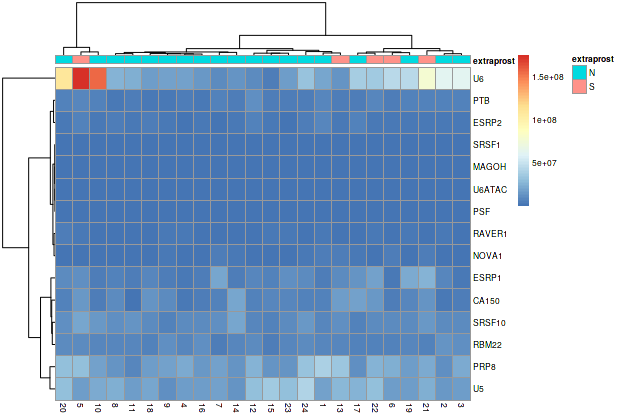 extraprost
extraprost
U6
N
1.5e+08
S
PTB
1e+08
ESRP2
SRSF1
5e+07
MAGOH
U6ATAC
PSF
RAVER1
NOVA1
ESRP1
CA150
SRSF10
RBM22
PRP8
U5
20 5 10 8 11 18 9 4 16 7 14 12 15 23 24 1 13 17 22 6 19 21 2 3